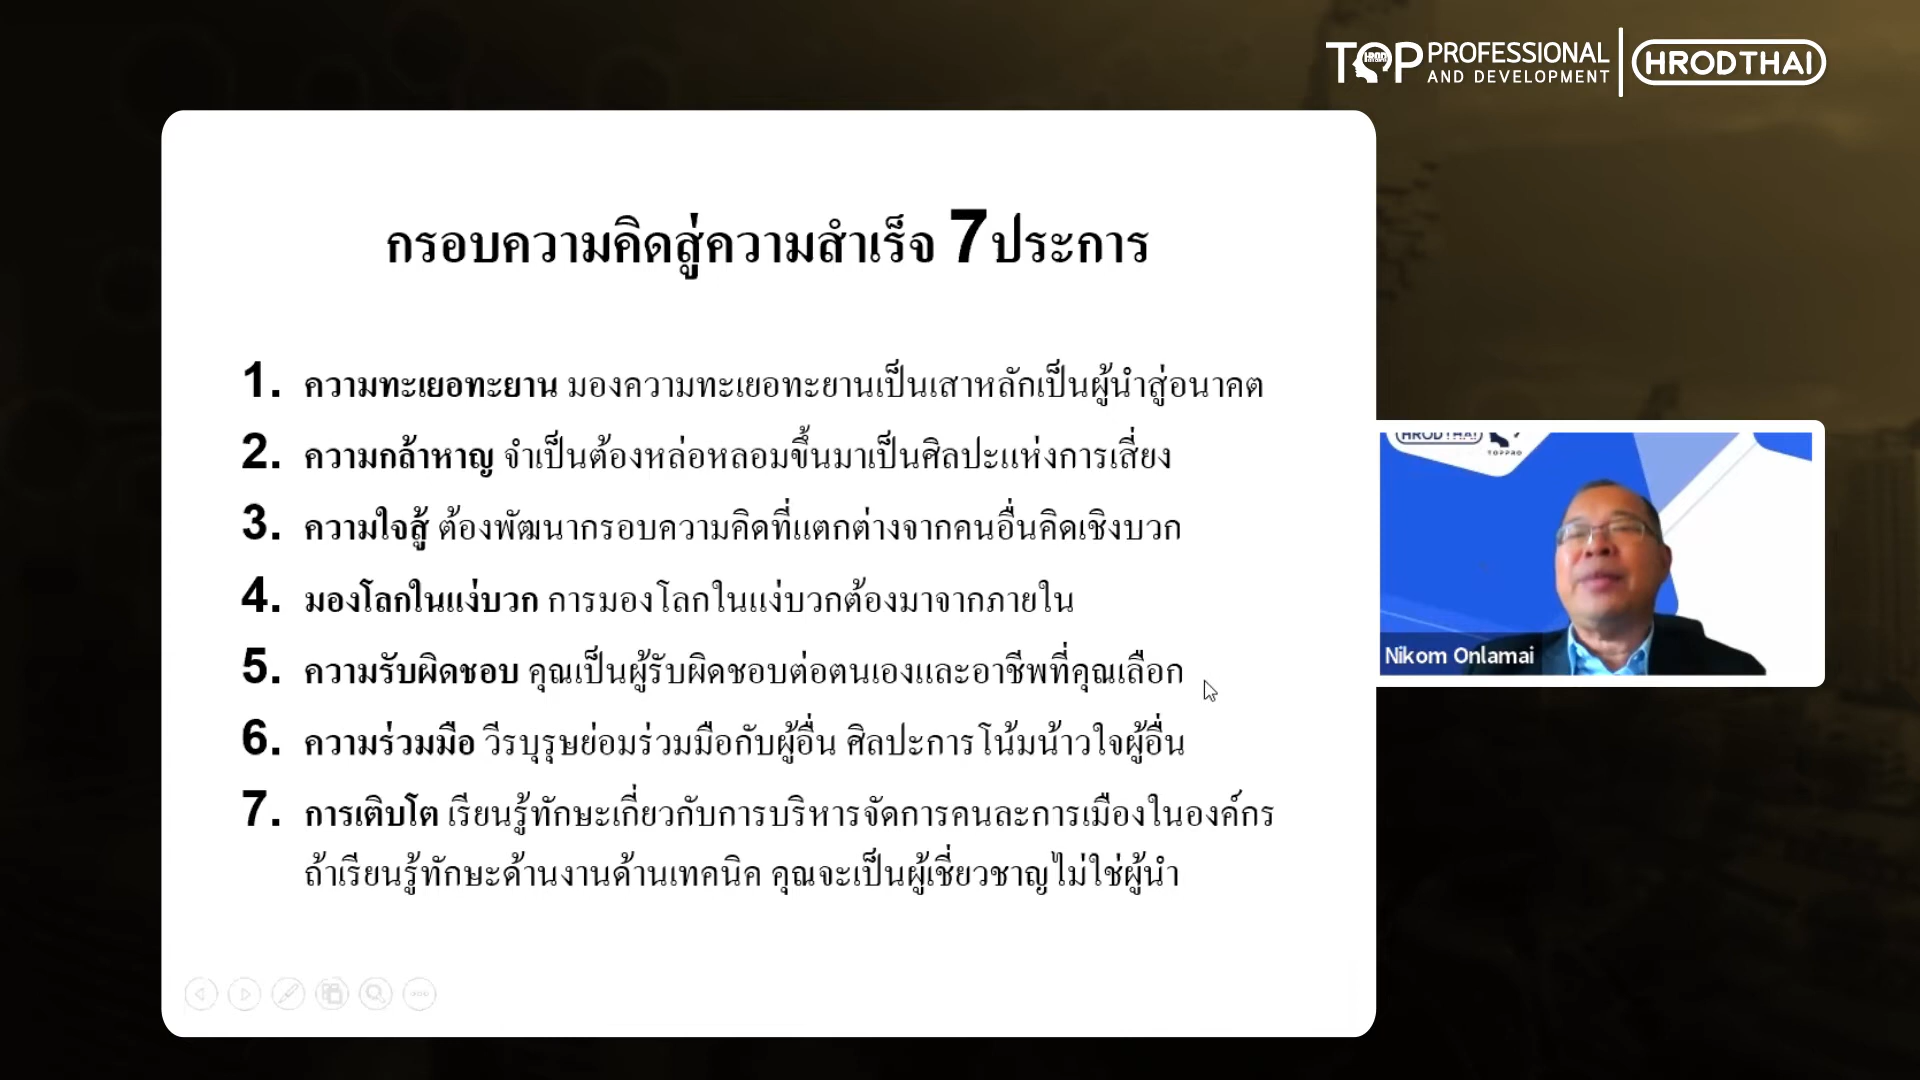 TOP PROFESSIONAL
AND DEVELOPMENT
HRODTHAI
กรอบความคิดสู่ความสำเร็จ 7 ประการ
1. ความทะเยอทะยาน มองความทะเยอทะยานเป็นเสาหลักเป็นผู้นำสู่อนาคต
2. ความกล้าหาญ จำเป็นต้องหล่อหลอมขึ้นมาเป็นศิลปะแห่งการเสี่ยง
3. ความใจสู้ ต้องพัฒนากรอบความคิดที่แตกต่างจากคนอื่นคิดเชิงบวก
4. มองโลกในแง่บวก การมองโลกในแง่บวกต้องมาจากภายใน
5. ความรับผิดชอบ คุณเป็นผู้รับผิดชอบต่อตนเองและอาชีพที่คุณเลือก
6. ความร่วมมือ วีรบุรุษย่อมร่วมมือกับผู้อื่น ศิลปะการโน้มน้าวใจผู้อื่น
7. การเติบโต เรียนรู้ทักษะเกี่ยวกับการบริหารจัดการคนละการเมืองในองค์กร
ถ้าเรียนรู้ทักษะด้านงานด้านเทคนิค คุณจะเป็นผู้เชี่ยวชาญไม่ใช่ผู้นำ
HRODTHAI
TOPPRO
Nikom Onlamai